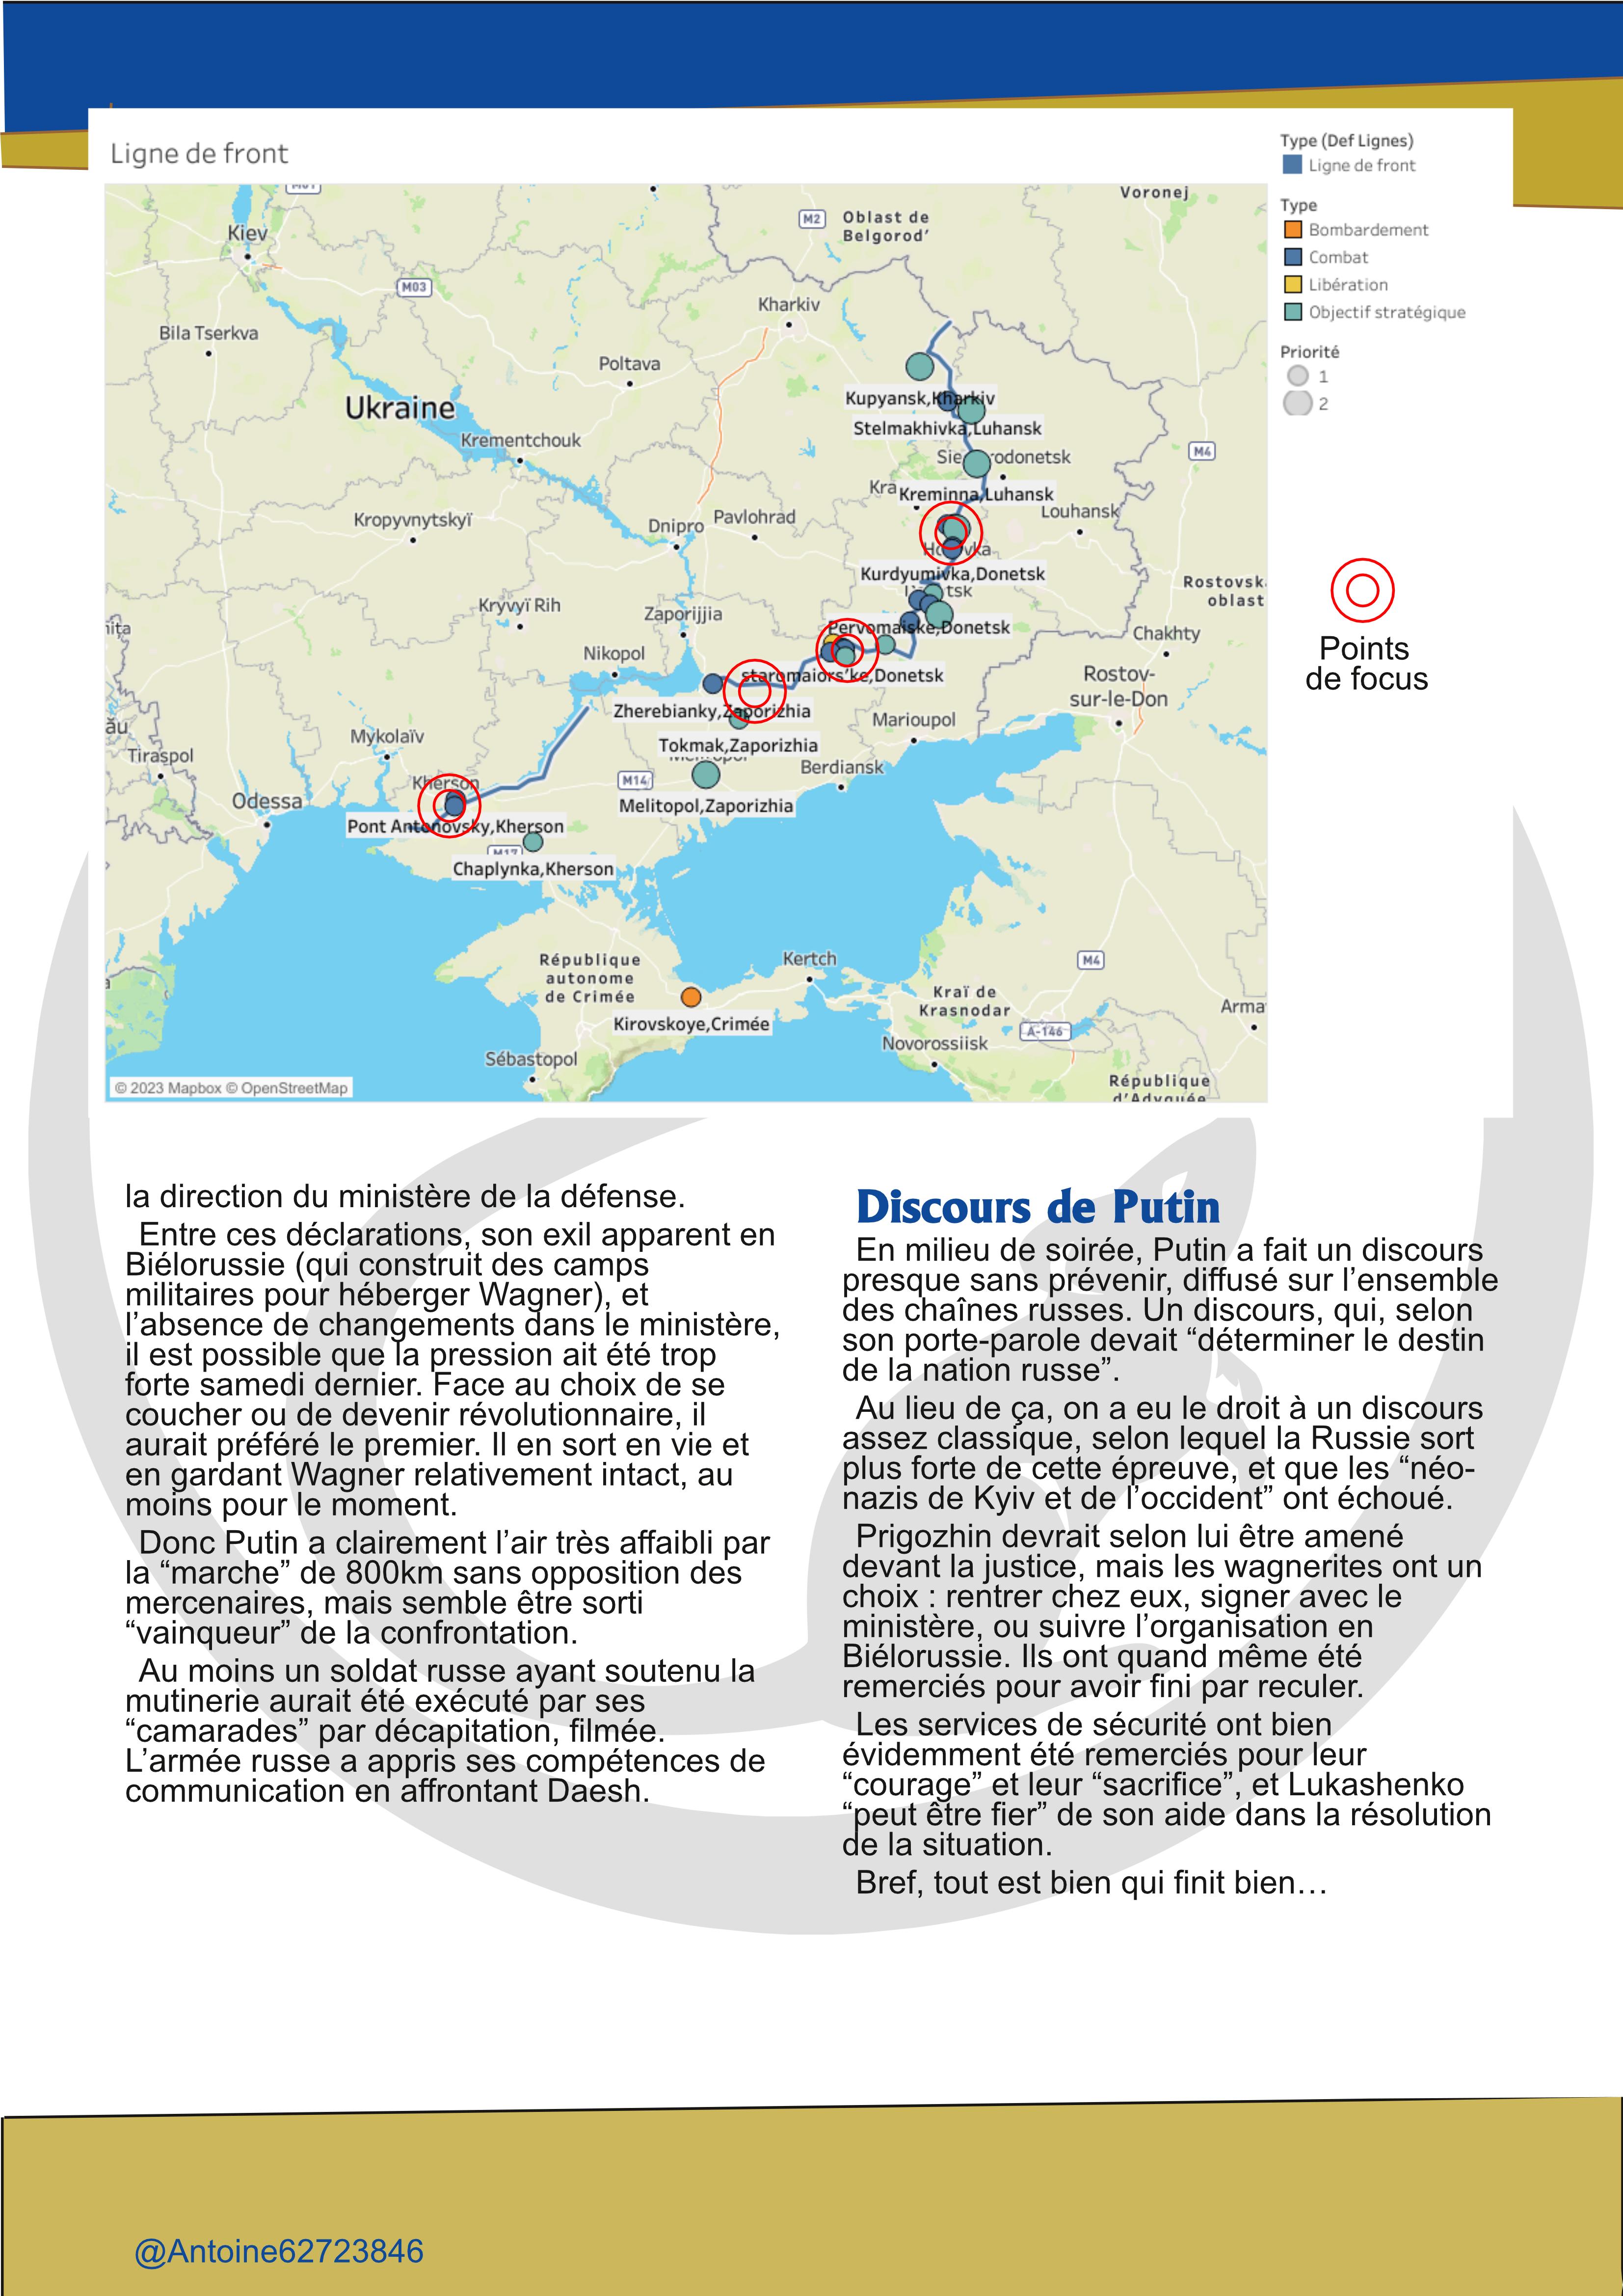 Ligne de front
Type (Def Lignes)
Ligne de front
Type
Bombardement
Combat
Libération
Objectif stratégique
Priorité
1
2
Points
de focus
Voronej
M2
Oblast de
Belgorod’
Kiev
M03
Kharkiv
Bila Tserkva
Poltava
Kupyansk,Kharkiv
Ukraine
Stelmakhivka,Luhansk
Krementchouk
M4
Kreminna,Luhansk
Louhansk
Kropyvnytskyï
Dnipro
Pavlohrad
Kurdyumivka,Donetsk
Rostovsk
oblast
Kryvyï Rih
Zaporijjia
Pervomaiske,Donetsk
Chakhty
Nikopol
staromaiors’ke,Donetsk
Rostov-
sur-le-Don
Zherebianky,Zaporizhia
Marioupol
Mykolaïv
Tokmak,Zaporizhia
Tiraspol
Berdiansk
Kherson
M14
Odessa
Melitopol,Zaporizhia
Pont Antonovsky,Kherson
M17
Chaplynka,Kherson
République
autonome
de Crimée
Kertch
M4
Kraï de
Krasnodar
Arma
Kirovskoye,Crimée
A-146
Novorossiisk
Sébastopol
République
d’Adyguée
© 2023 Mapbox © OpenStreetMap
la direction du ministère de la défense.
Entre ces déclarations, son exil apparent en
Biélorussie (qui construit des camps
militaires pour héberger Wagner), et
l’absence de changements dans le ministère,
il est possible que la pression ait été trop
forte samedi dernier. Face au choix de se
coucher ou de devenir révolutionnaire, il
aurait préféré le premier. Il en sort en vie et
en gardant Wagner relativement intact, au
moins pour le moment.
Donc Putin a clairement l’air très affaibli par
la “marche” de 800km sans opposition des
mercenaires, mais semble être sorti
“vainqueur” de la confrontation.
Au moins un soldat russe ayant soutenu la
mutinerie aurait été exécuté par ses
“camarades” par décapitation, filmée.
L’armée russe a appris ses compétences de
communication en affrontant Daesh.
Discours de Putin
En milieu de soirée, Putin a fait un discours
presque sans prévenir, diffusé sur l’ensemble
des chaînes russes. Un discours, qui, selon
son porte-parole devait “déterminer le destin
de la nation russe”.
Au lieu de ça, on a eu le droit à un discours
assez classique, selon lequel la Russie sort
plus forte de cette épreuve, et que les “néo-
nazis de Kyiv et de l’occident” ont échoué.
Prigozhin devrait selon lui être amené
devant la justice, mais les wagnerites ont un
choix : rentrer chez eux, signer avec le
ministère, ou suivre l’organisation en
Biélorussie. Ils ont quand même été
remerciés pour avoir fini par reculer.
Les services de sécurité ont bien
évidemment été remerciés pour leur
“courage” et leur “sacrifice”, et Lukashenko
“peut être fier” de son aide dans la résolution
de la situation.
Bref, tout est bien qui finit bien…
@Antoine62723846